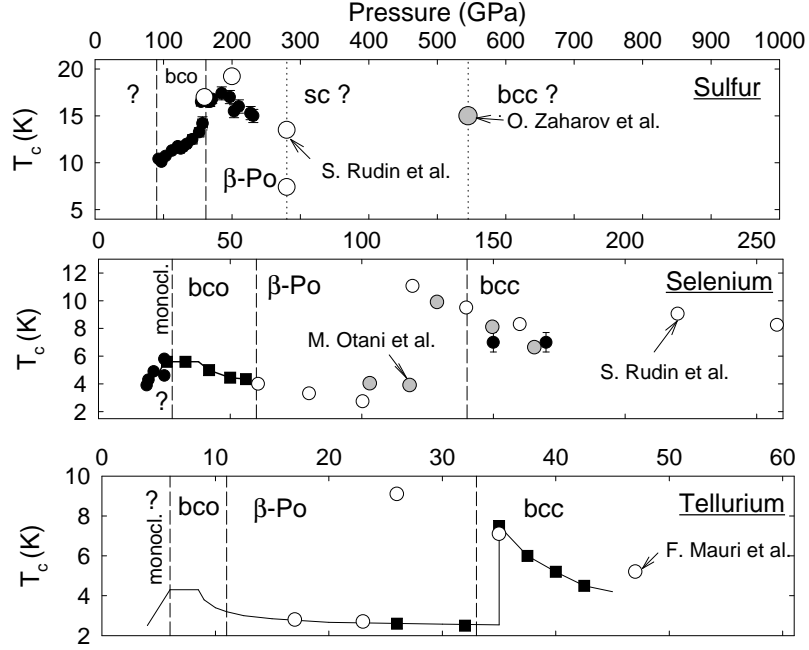 Pressure (GPa)
0 100 200 300 400 500 600 700 800 900 1000
20
15
10
5
T_c (K)
?
bco
sc ?
bcc ?
Sulfur
O. Zaharov et al.
S. Rudin et al.
β-Po
0 50 100 150 200 250
12
10
8
6
4
2
T_c (K)
monocl.
?
bco
β-Po
bcc
Selenium
M. Otani et al.
S. Rudin et al.
0 10 20 30 40 50 60
10
8
6
4
2
T_c (K)
monocl. ?
bco
β-Po
bcc
Tellurium
F. Mauri et al.